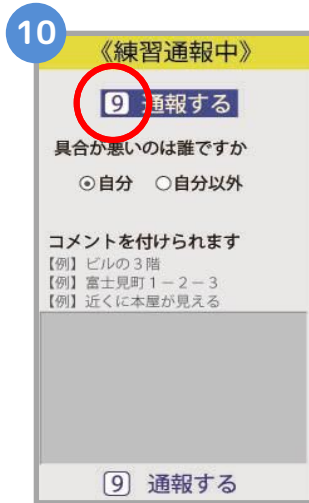 10
《練習通報中》
9 通報する
具合が悪いのは誰ですか
◉自分 ○自分以外
コメントを付けられます
【例】ビルの3階
【例】富士見町1－2－3
【例】近くに本屋が見える
9 通報する